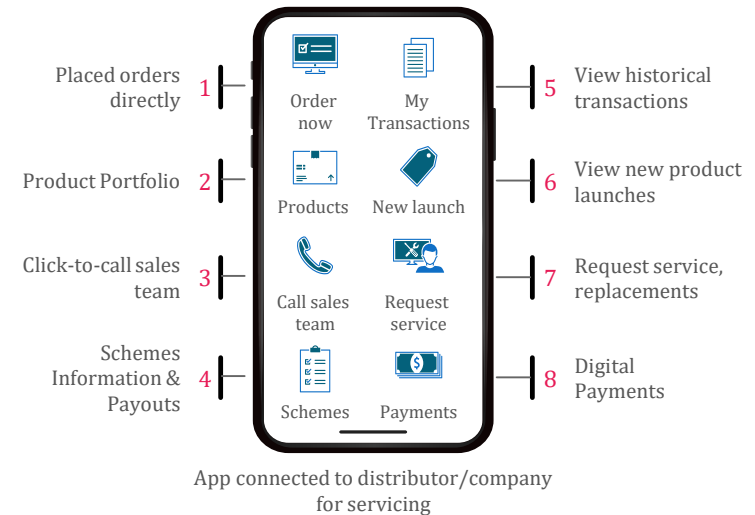 Placed orders
directly
1
Product Portfolio
2
Click-to-call sales
team
3
Schemes
Information &
Payouts
4
Order
now
My
Transactions
Products
New launch
Call sales
team
Request
service
Schemes
Payments
5
View historical
transactions
6
View new product
launches
7
Request service,
replacements
8
Digital
Payments
App connected to distributor/company
for servicing